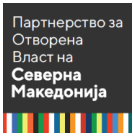 Партнерство за
Отворена
Власт на
Северна
Македонија